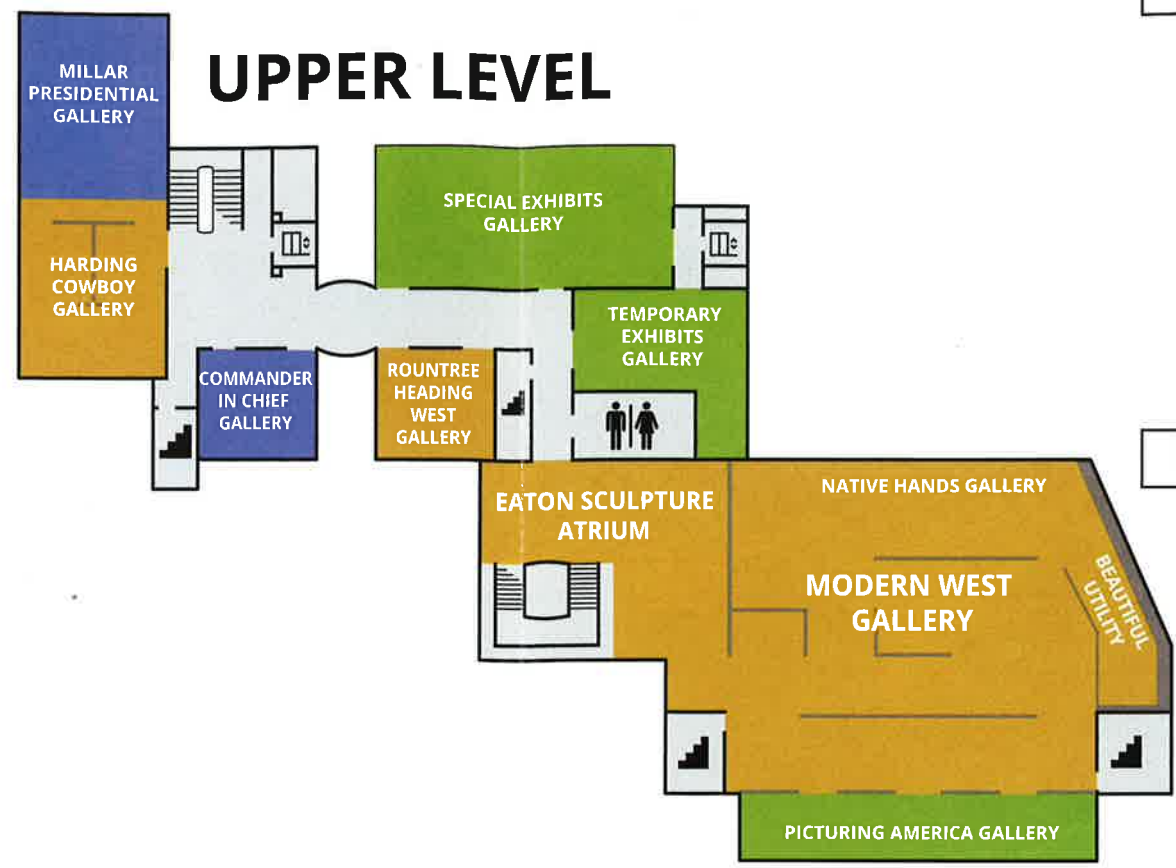 UPPER LEVEL
MILLAR
PRESIDENTIAL
GALLERY
HARDING
COWBOY
GALLERY
SPECIAL EXHIBITS
GALLERY
TEMPORARY
EXHIBITS
GALLERY
COMMANDER
IN CHIEF
GALLERY
ROUNTREE
HEADING
WEST
GALLERY
EATON SCULPTURE
ATRIUM
NATIVE HANDS GALLERY
MODERN WEST
GALLERY
BEAUTIFUL
UTILITY
PICTURING AMERICA GALLERY